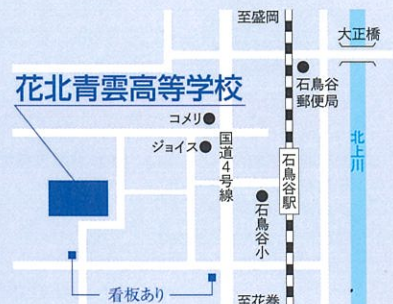 至盛岡
大正橋
花北青雲高等学校
石鳥谷
郵便局
コメリ
ジョイス
国道4号線
石鳥谷駅
北上川
石鳥谷小
看板あり
至花巻